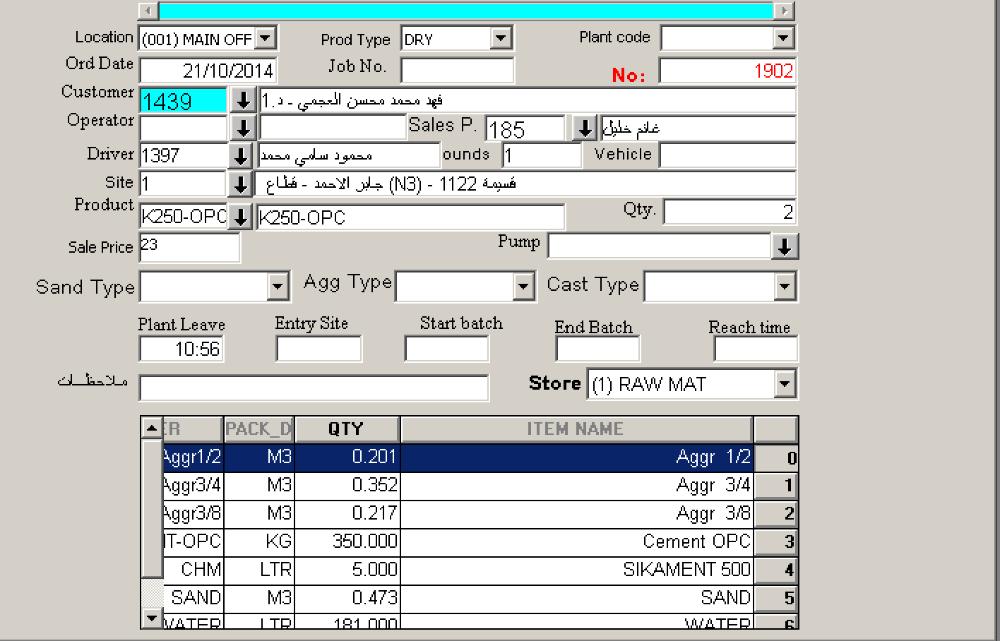 Location (001) MAIN OFF Prod Type DRY Plant code
Ord Date 21/10/2014 Job No. No: 1902
Customer 1439 فهد محمد محسن العجمي - د.1
Operator Sales P. 185 غانم خليل
Driver 1397 محمود سامي محمد ounds 1 Vehicle
Site 1 قسيمة 1122 - (N3) جابر الاحمد - قطاع
Product K250-OPC K250-OPC Qty. 2
Sale Price 23 Pump
Sand Type Agg Type Cast Type
Plant Leave Entry Site Start batch End Batch Reach time
10:56
ملاحظات Store (1) RAW MAT
ER PACK_D QTY ITEM NAME
Aggr1/2 M3 0.201 Aggr 1/2 0
Aggr3/4 M3 0.352 Aggr 3/4 1
Aggr3/8 M3 0.217 Aggr 3/8 2
IT-OPC KG 350.000 Cement OPC 3
CHM LTR 5.000 SIKAMENT 500 4
SAND M3 0.473 SAND 5
WATER LTR 181.000 WATER 6